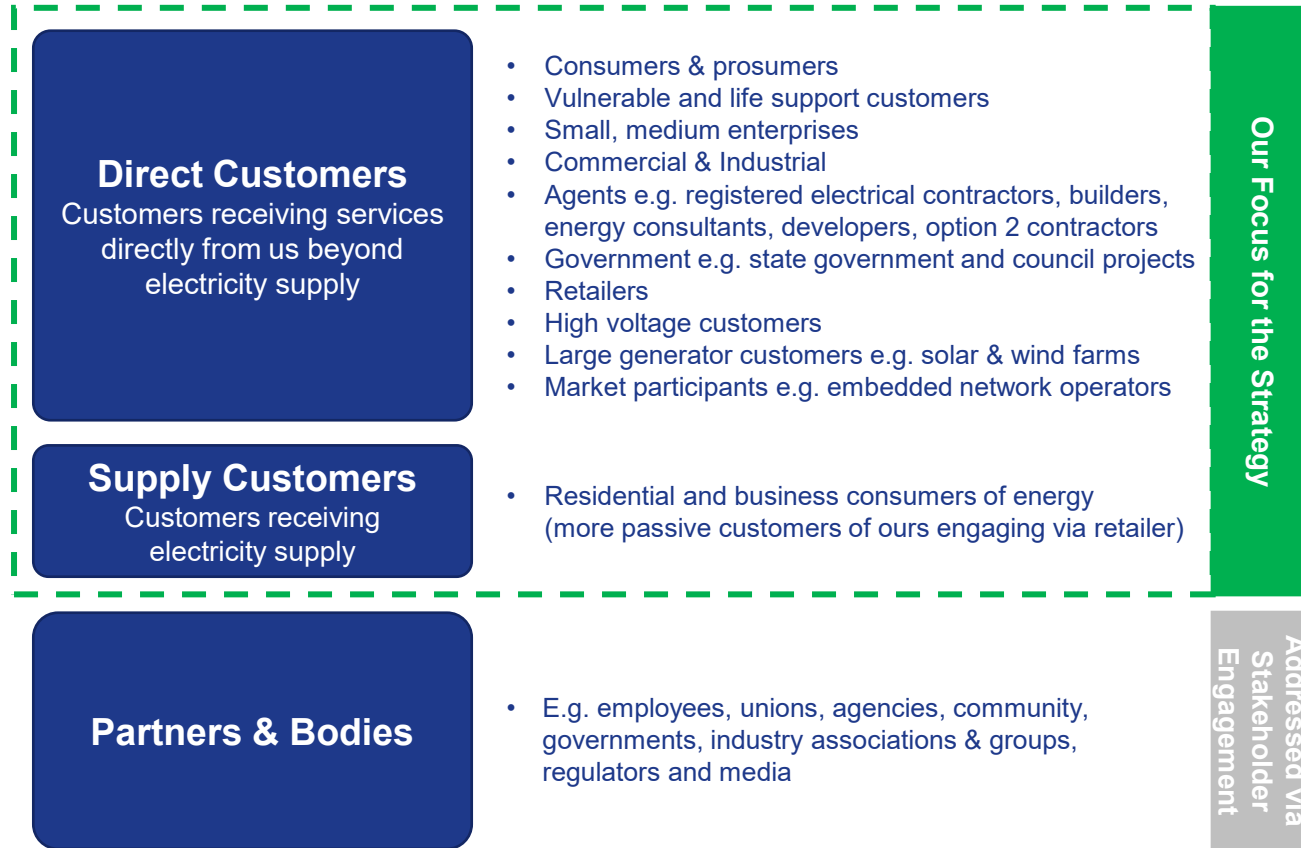 Direct Customers
Customers receiving services
directly from us beyond
electricity supply
• Consumers & prosumers
• Vulnerable and life support customers
• Small, medium enterprises
• Commercial & Industrial
• Agents e.g. registered electrical contractors, builders,
energy consultants, developers, option 2 contractors
• Government e.g. state government and council projects
• Retailers
• High voltage customers
• Large generator customers e.g. solar & wind farms
• Market participants e.g. embedded network operators
Supply Customers
Customers receiving
electricity supply
• Residential and business consumers of energy
(more passive customers of ours engaging via retailer)
Our Focus for the Strategy
Partners & Bodies
• E.g. employees, unions, agencies, community,
governments, industry associations & groups,
regulators and media
Addressed via
Stakeholder
Engagement